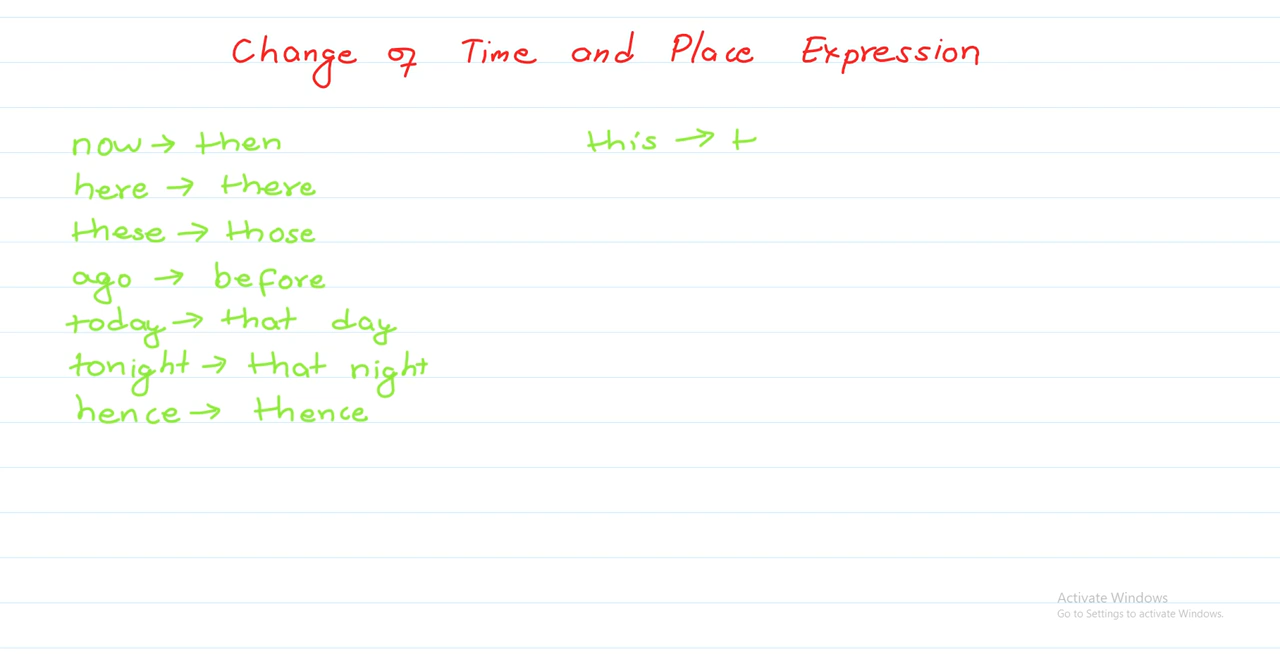 Change of Time and Place Expression
now → then
here → there
these → those
ago → before
today → that day
tonight → that night
hence → thence
this → t
Activate Windows
Go to Settings to activate Windows.